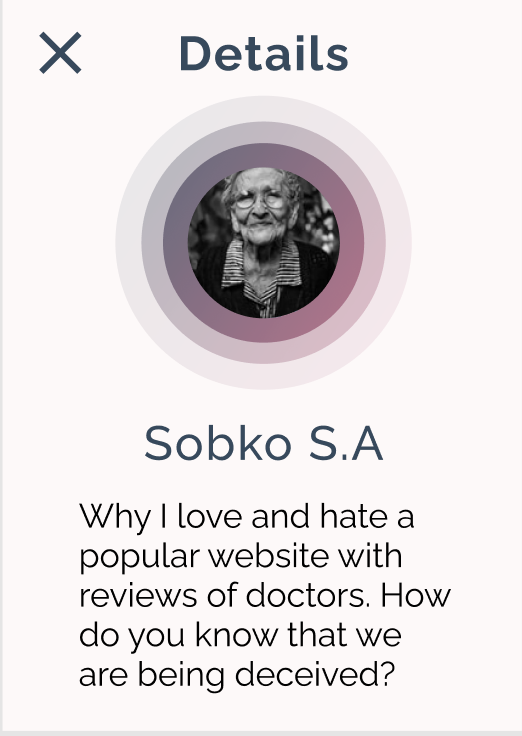 Details
Sobko S.A
Why I love and hate a
popular website with
reviews of doctors. How
do you know that we
are being deceived?